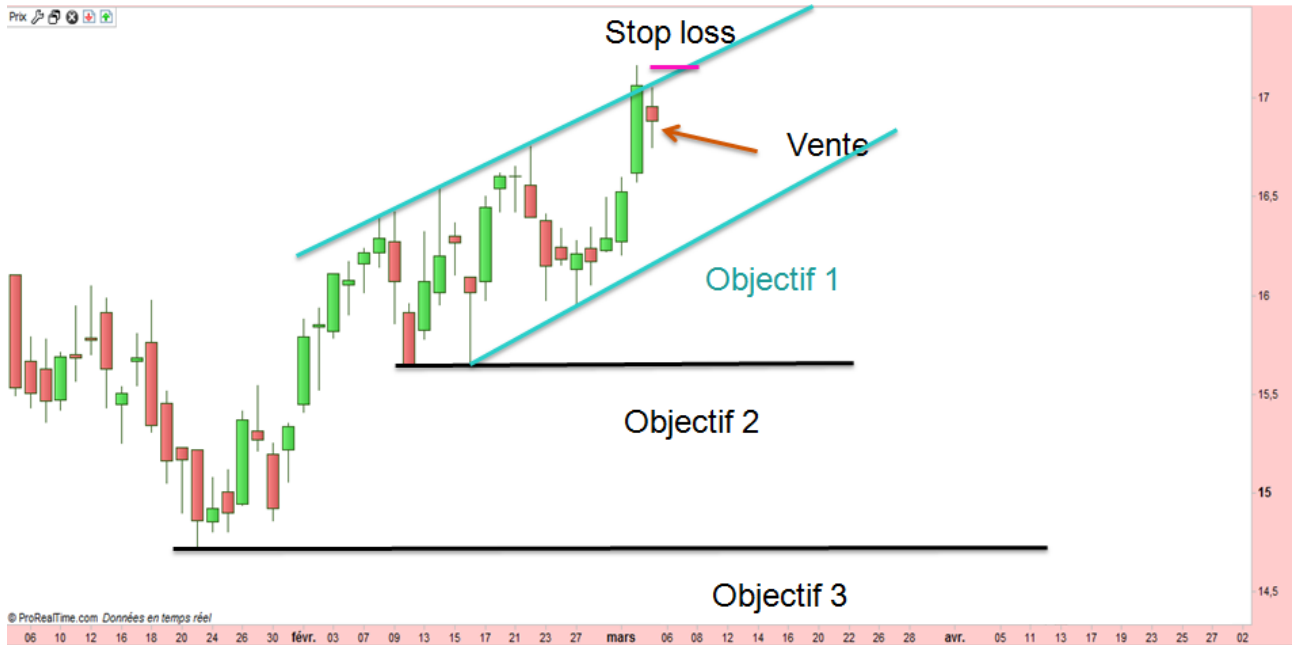 Prix
Stop loss
17
Vente
16,5
Objectif 1
16
15,5
Objectif 2
15
Objectif 3
14,5
© ProRealTime.com Données en temps réel
06 10 12 14 16 20 22 24 26 30 févr. 03 07 09 13 15 17 21 23 27 mars 06 08 12 14 16 20 22 26 28 avr. 05 11 13 17 19 23 25 27 02